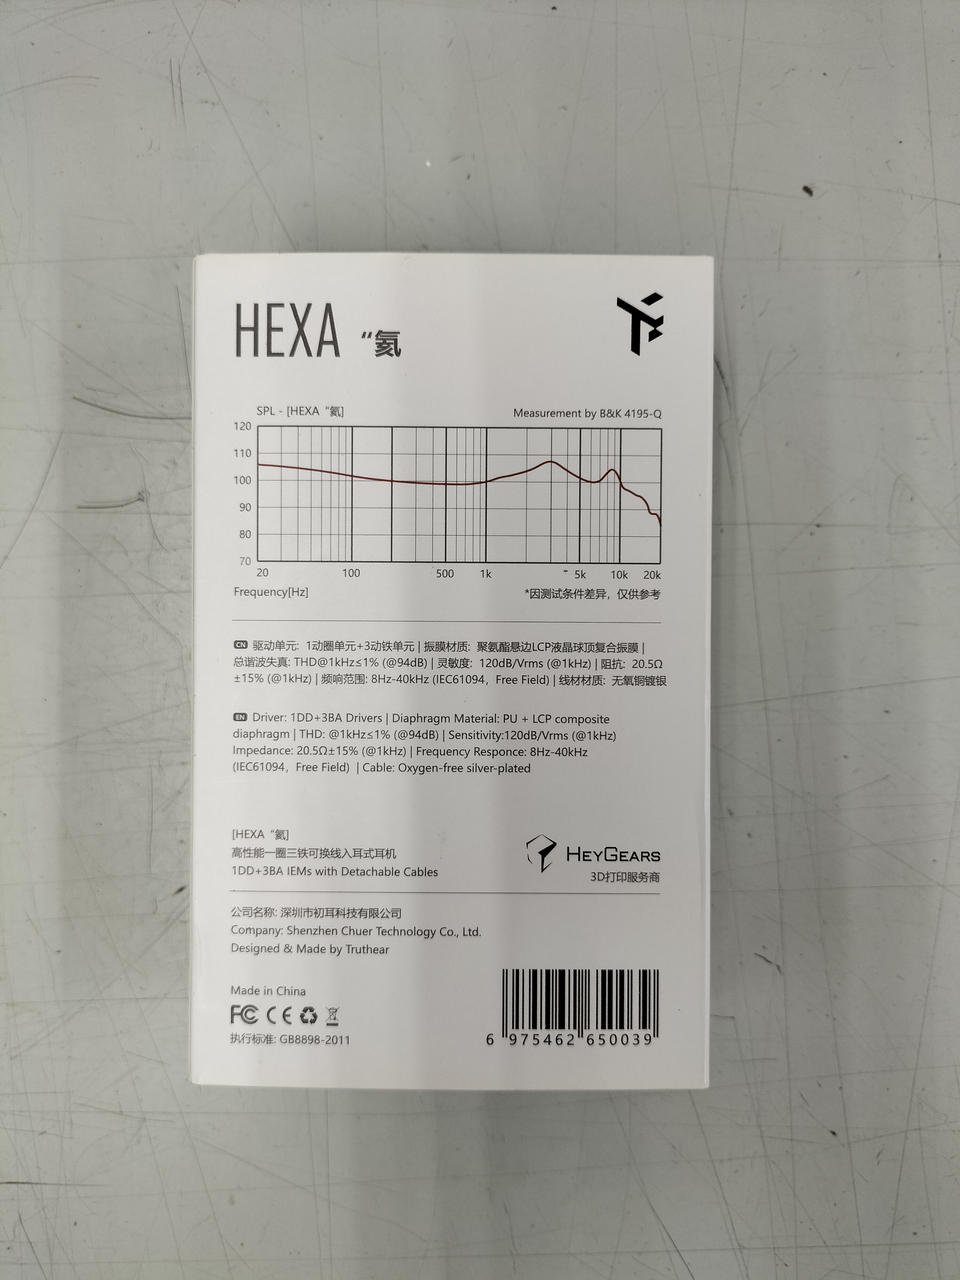 HEXA “氦
SPL - [HEXA “氦]
Measurement by B&K 4195-Q
120
110
100
90
80
70
20 100 500 1k 5k 10k 20k
Frequency[Hz]
*因测试条件差异，仅供参考
CN 驱动单元: 1动圈单元+3动铁单元 | 振膜材质: 聚氨酯悬边LCP液晶球顶复合振膜 |
总谐波失真: THD@1kHz≤1% (@94dB) | 灵敏度: 120dB/Vrms (@1kHz) | 阻抗: 20.5Ω
±15% (@1kHz) | 频响范围: 8Hz-40kHz (IEC61094，Free Field) | 线材材质: 无氧铜镀银
EN Driver: 1DD+3BA Drivers | Diaphragm Material: PU + LCP composite
diaphragm | THD: @1kHz≤1% (@94dB) | Sensitivity:120dB/Vrms (@1kHz)
Impedance: 20.5Ω±15% (@1kHz) | Frequency Responce: 8Hz-40kHz
(IEC61094，Free Field) | Cable: Oxygen-free silver-plated
[HEXA “氦]
高性能一圈三铁可换线入耳式耳机
1DD+3BA IEMs with Detachable Cables
HEYGEARS
3D打印服务商
公司名称: 深圳市初耳科技有限公司
Company: Shenzhen Chuer Technology Co., Ltd.
Designed & Made by Truthear
Made in China
FC CE
执行标准: GB8898-2011
6 975462 650039